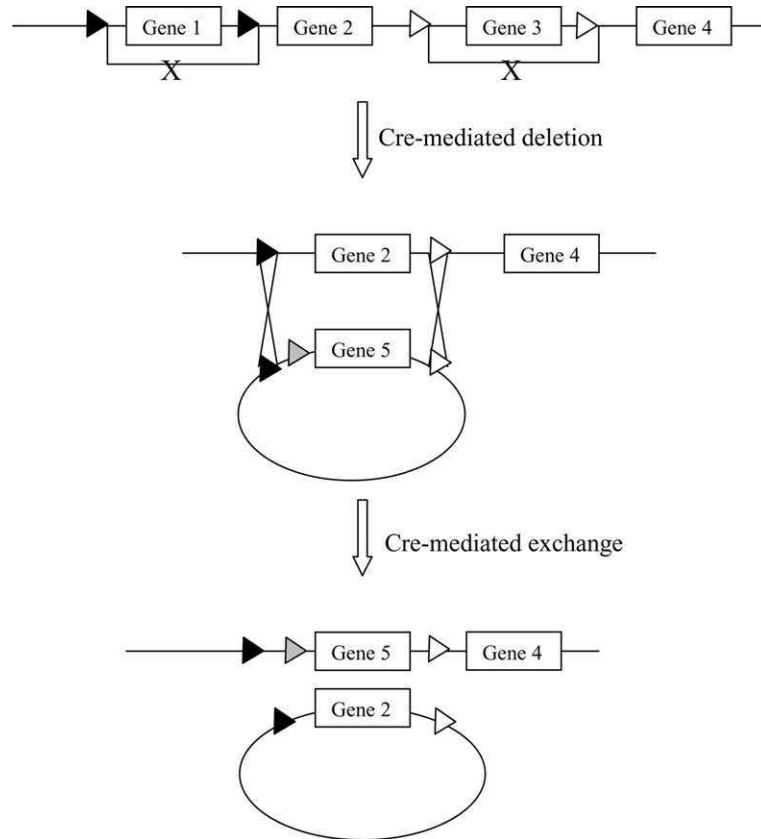 Gene 1 Gene 2 Gene 3 Gene 4
X X
Cre-mediated deletion
Gene 2 Gene 4
Gene 5
Cre-mediated exchange
Gene 5 Gene 4
Gene 2